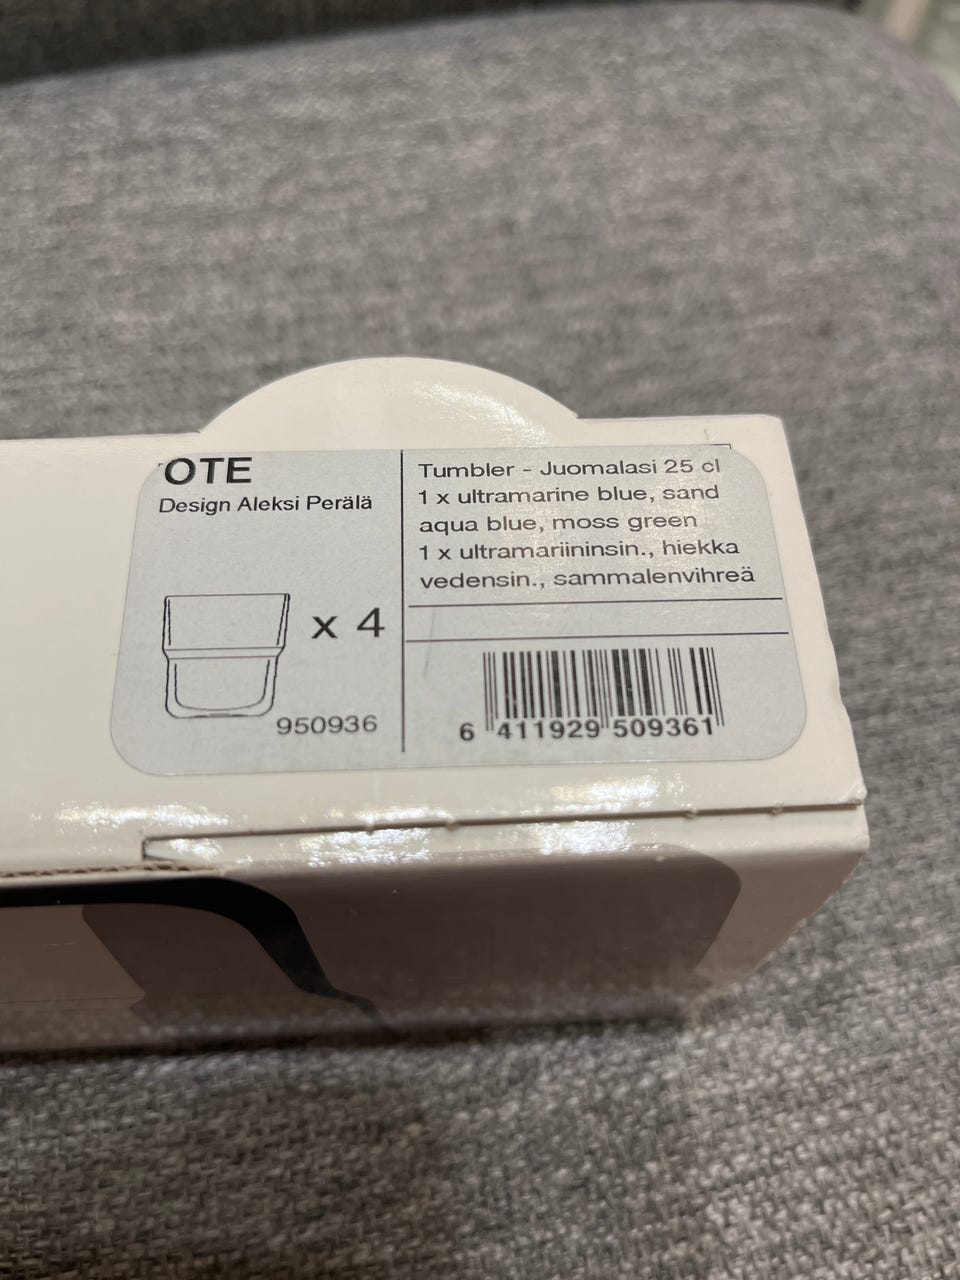 OTE
Design Aleksi Perälä
x 4
950936
Tumbler - Juomalasi 25 cl
1 x ultramarine blue, sand
aqua blue, moss green
1 x ultramariininsin., hiekka
vedensin., sammalenvihreä
6 411929 509361